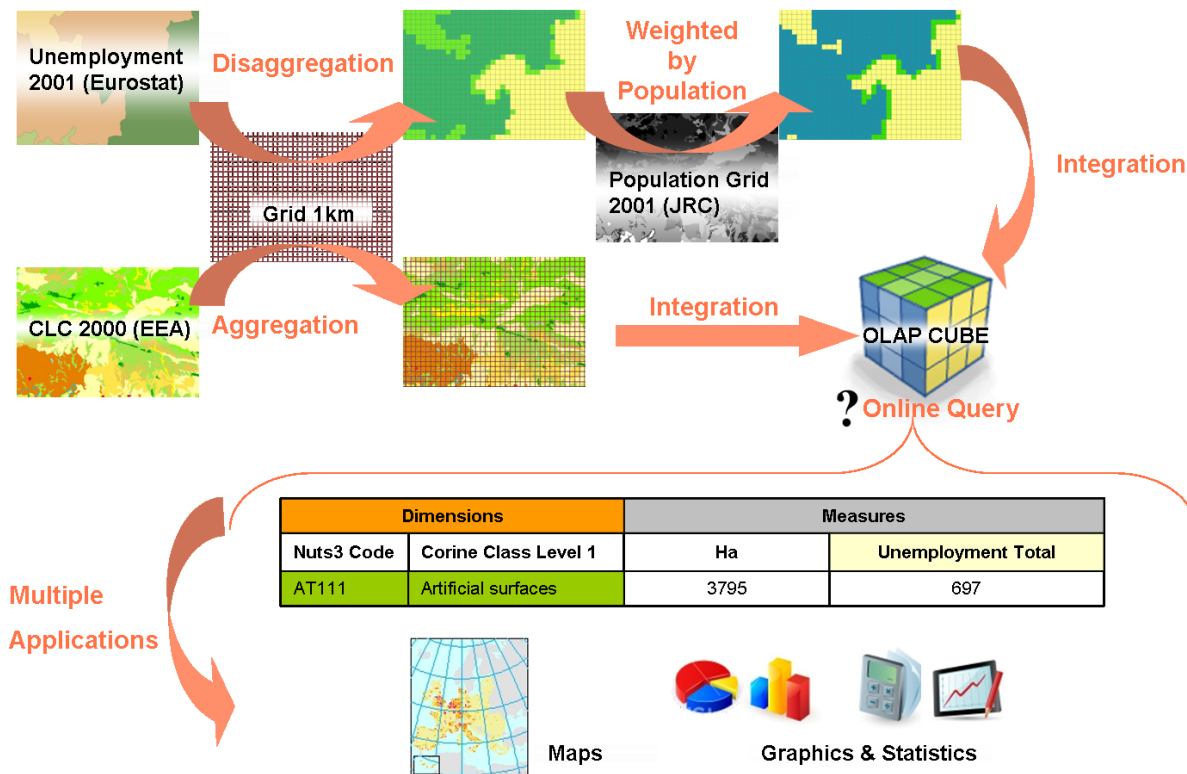 Unemployment
2001 (Eurostat)
Disaggregation
Weighted
by
Population
Integration
Grid 1km
Population Grid
2001 (JRC)
CLC 2000 (EEA)
Aggregation
Integration
OLAP CUBE
? Online Query
Dimensions Measures
Nuts3 Code Corine Class Level 1 Ha Unemployment Total
AT111 Artificial surfaces 3795 697
Multiple
Applications
Maps
Graphics & Statistics